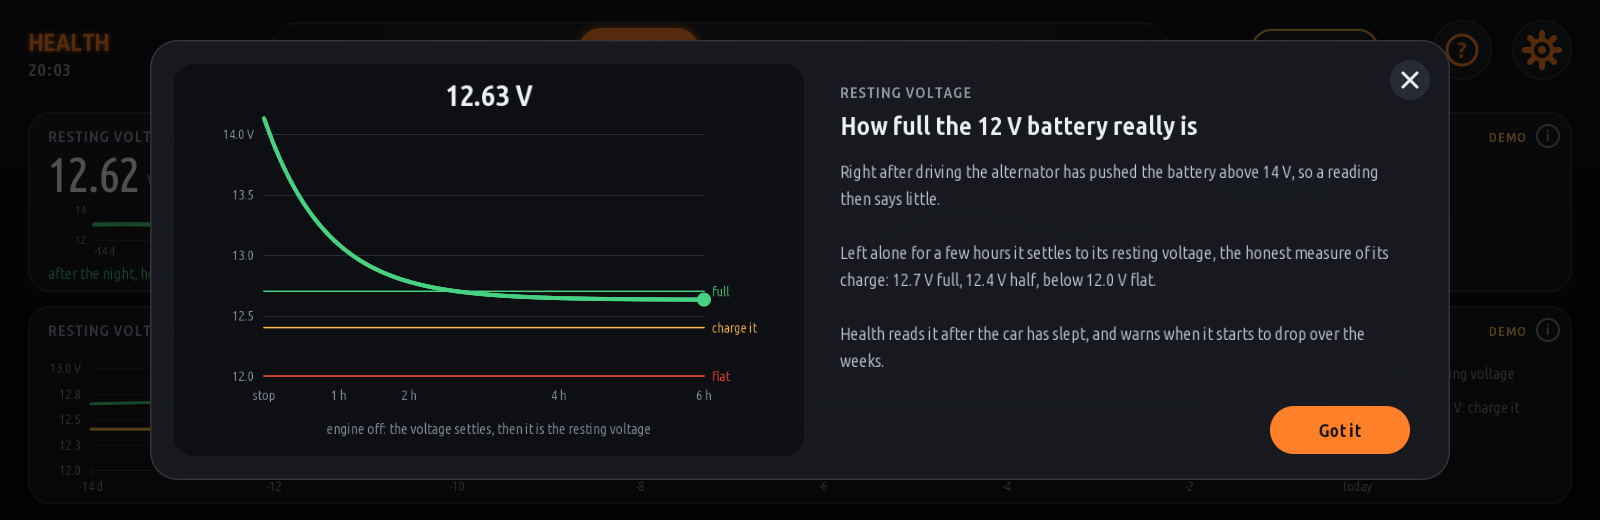 HEALTH
20:03
?
RESTING VOLT
12.62
14
12
-14 d
after the night, he
DEMO
i
RESTING VOLT
13.0 V
12.8
12.5
12.3
12.0
-14 d
-12
-10
-8
-6
-4
-2
today
DEMO
i
ing voltage
V: charge it
12.63 V
14.0 V
13.5
13.0
12.5
12.0
full
charge it
flat
stop
1 h
2 h
4 h
6 h
engine off: the voltage settles, then it is the resting voltage
RESTING VOLTAGE
How full the 12 V battery really is
Right after driving the alternator has pushed the battery above 14 V, so a reading
then says little.
Left alone for a few hours it settles to its resting voltage, the honest measure of its
charge: 12.7 V full, 12.4 V half, below 12.0 V flat.
Health reads it after the car has slept, and warns when it starts to drop over the
weeks.
Got it